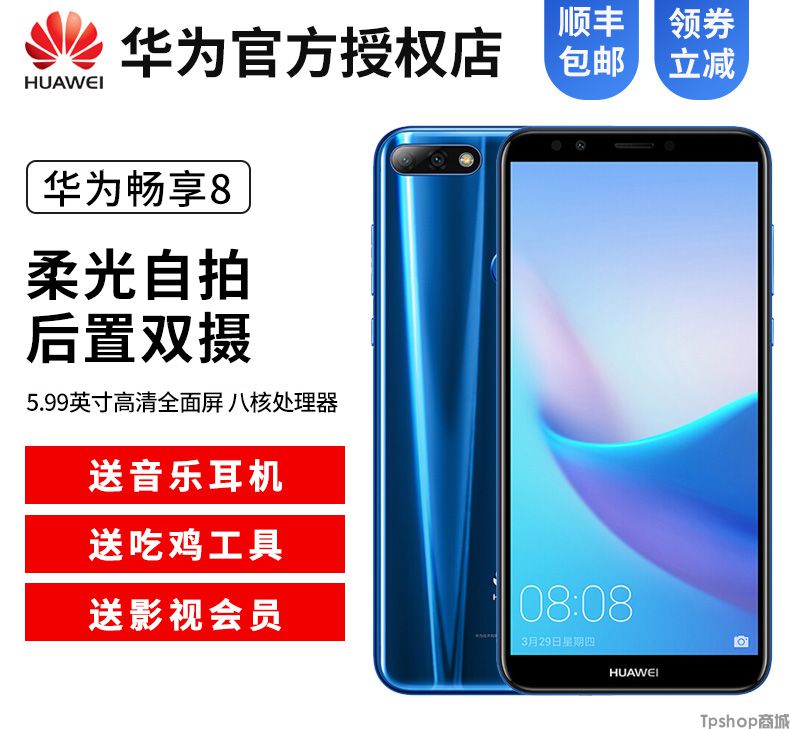 HUAWEI
华为官方授权店
顺丰
包邮
领券
立减
华为畅享8
柔光自拍
后置双摄
5.99英寸高清全面屏 八核处理器
送音乐耳机
送吃鸡工具
送影视会员
08:08
3月29日星期四
HUAWEI
Tpshop商城